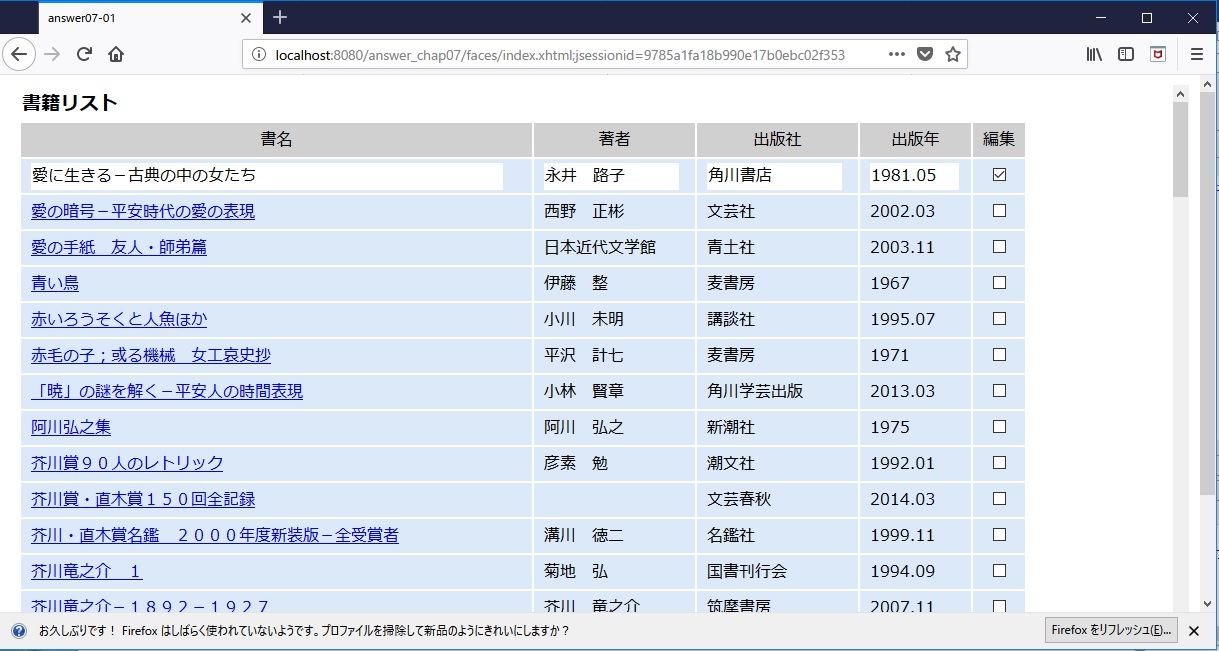 answer07-01
localhost:8080/answer_chap07/faces/index.xhtml;jsessionid=9785a1fa18b990e17b0ebc02f353
書籍リスト
書名 著者 出版社 出版年 編集
愛に生きる－古典の中の女たち 永井　路子 角川書店 1981.05
愛の暗号－平安時代の愛の表現 西野　正彬 文芸社 2002.03
愛の手紙　友人・師弟篇 日本近代文学館 青土社 2003.11
青い鳥 伊藤　整 麦書房 1967
赤いろうそくと人魚ほか 小川　未明 講談社 1995.07
赤毛の子；或る機械　女工哀史抄 平沢　計七 麦書房 1971
「暁」の謎を解く－平安人の時間表現 小林　賢章 角川学芸出版 2013.03
阿川弘之集 阿川　弘之 新潮社 1975
芥川賞９０人のレトリック 彦素　勉 潮文社 1992.01
芥川賞・直木賞１５０回全記録 文芸春秋 2014.03
芥川・直木賞名鑑　２０００年度新装版－全受賞者 溝川　徳二 名鑑社 1999.11
芥川竜之介　１ 菊地　弘 国書刊行会 1994.09
芥川竜之介－１８９２－１９２７ 芥川　竜之介 筑摩書房 2007.11
お久しぶりです！ Firefox はしばらく使われていないようです。プロファイルを掃除して新品のようにきれいにしますか？ Firefox をリフレッシュ(E)...